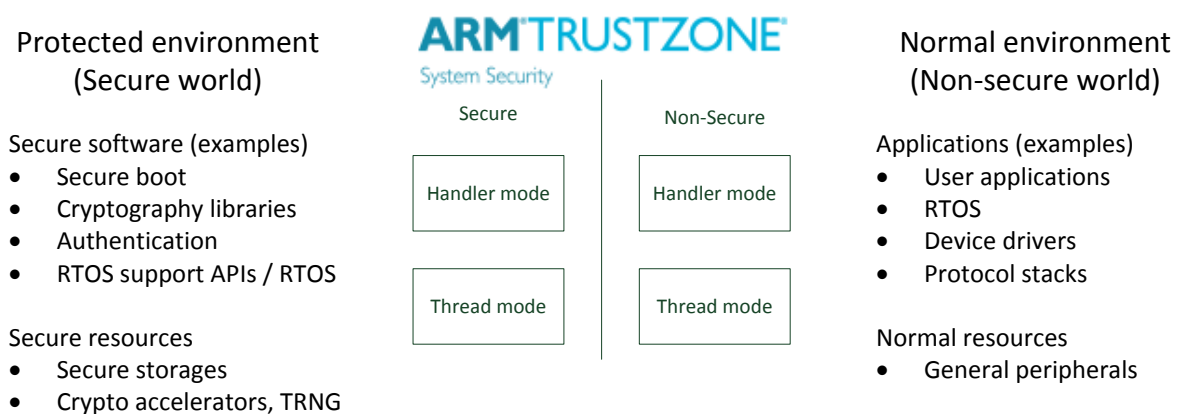 Protected environment
(Secure world)
Secure software (examples)
• Secure boot
• Cryptography libraries
• Authentication
• RTOS support APIs / RTOS
Secure resources
• Secure storages
• Crypto accelerators, TRNG
ARM®TRUSTZONE®
System Security
Secure
Non-Secure
Handler mode
Handler mode
Thread mode
Thread mode
Normal environment
(Non-secure world)
Applications (examples)
• User applications
• RTOS
• Device drivers
• Protocol stacks
Normal resources
• General peripherals